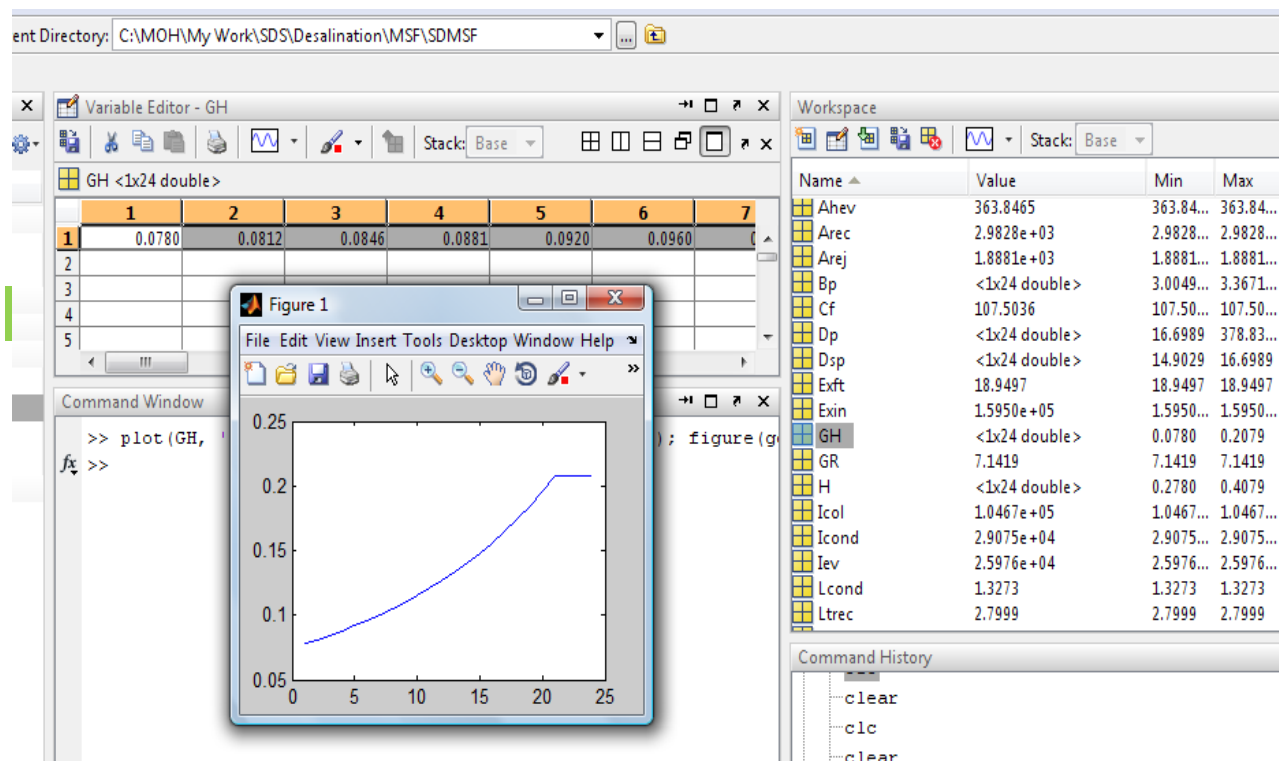 ent Directory: C:\MOH\My Work\SDS\Desalination\MSF\SDMSF
Variable Editor - GH
Stack: Base
GH <1x24 double>
1 2 3 4 5 6 7
1 0.0780 0.0812 0.0846 0.0881 0.0920 0.0960
2
3
4
5
Figure 1
File Edit View Insert Tools Desktop Window Help
0.25
0.2
0.15
0.1
0.05
0 5 10 15 20 25
Command Window
>> plot(GH, ' ); figure(g
fx >>
Workspace
Stack: Base
Name Value Min Max
Ahev 363.8465 363.84... 363.84...
Arec 2.9828e+03 2.9828... 2.9828...
Arej 1.8881e+03 1.8881... 1.8881...
Bp <1x24 double> 3.0049... 3.3671...
Cf 107.5036 107.50... 107.50...
Dp <1x24 double> 16.6989 378.83...
Dsp <1x24 double> 14.9029 16.6989
Exft 18.9497 18.9497 18.9497
Exin 1.5950e+05 1.5950... 1.5950...
GH <1x24 double> 0.0780 0.2079
GR 7.1419 7.1419 7.1419
H <1x24 double> 0.2780 0.4079
Icol 1.0467e+05 1.0467... 1.0467...
Icond 2.9075e+04 2.9075... 2.9075...
Iev 2.5976e+04 2.5976... 2.5976...
Lcond 1.3273 1.3273 1.3273
Ltrec 2.7999 2.7999 2.7999
Command History
clear
clc
clear